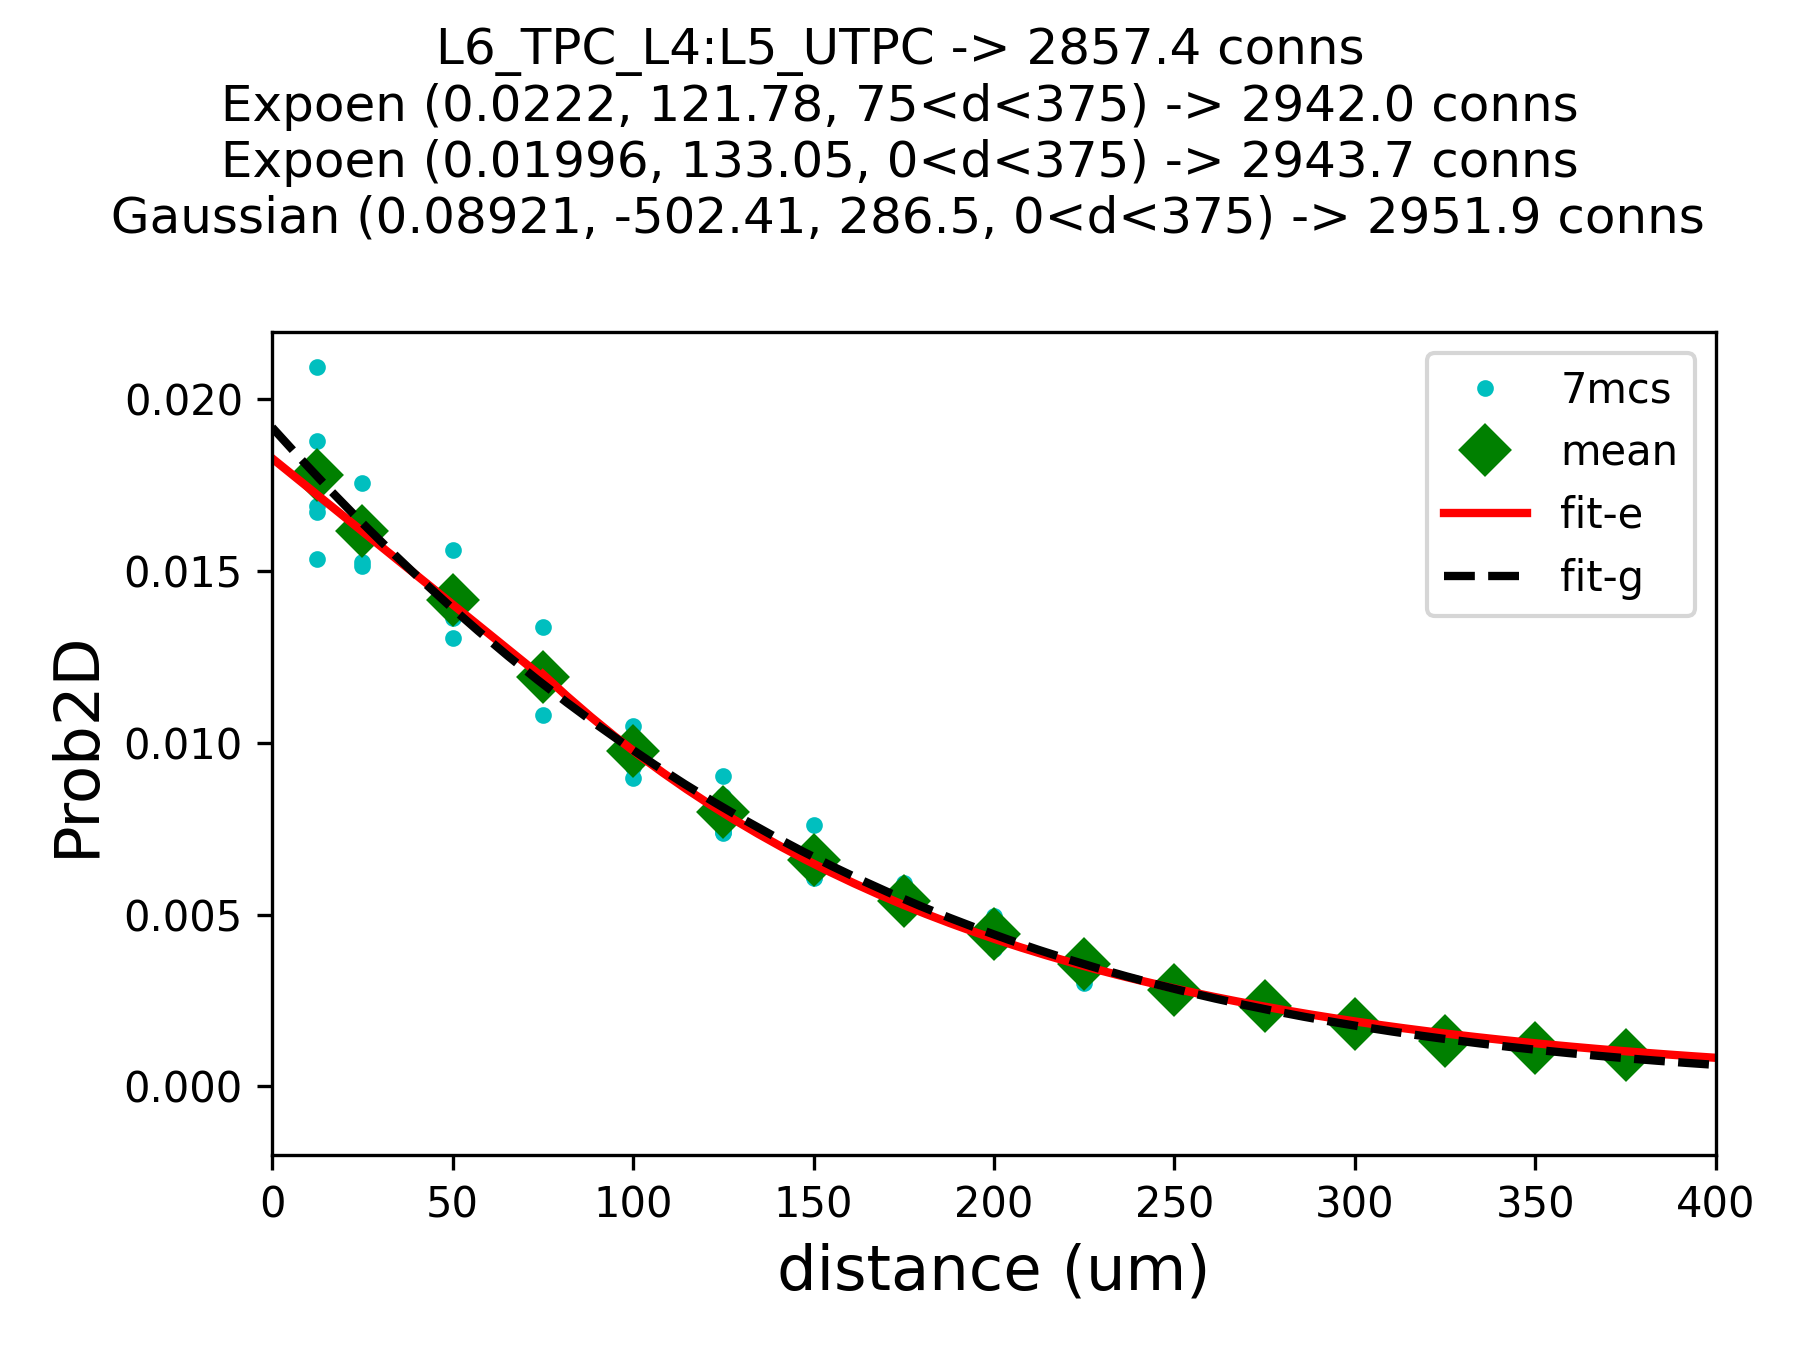 L6_TPC_L4:L5_UTPC -> 2857.4 conns
Expoen (0.0222, 121.78, 75<d<375) -> 2942.0 conns
Expoen (0.01996, 133.05, 0<d<375) -> 2943.7 conns
Gaussian (0.08921, -502.41, 286.5, 0<d<375) -> 2951.9 conns
7mcs
mean
fit-e
fit-g
Prob2D
0.020
0.015
0.010
0.005
0.000
0 50 100 150 200 250 300 350 400
distance (um)